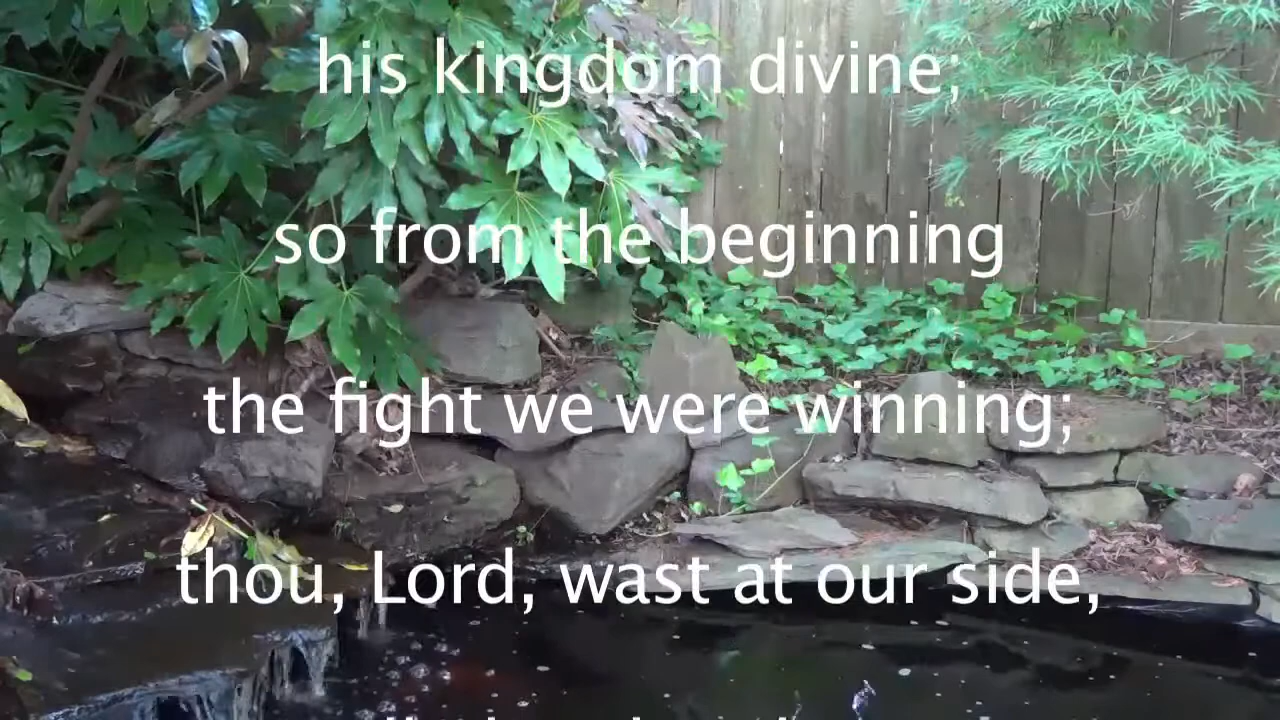 his kingdom divine;
so from the beginning
the fight we were winning;
thou, Lord, wast at our side,